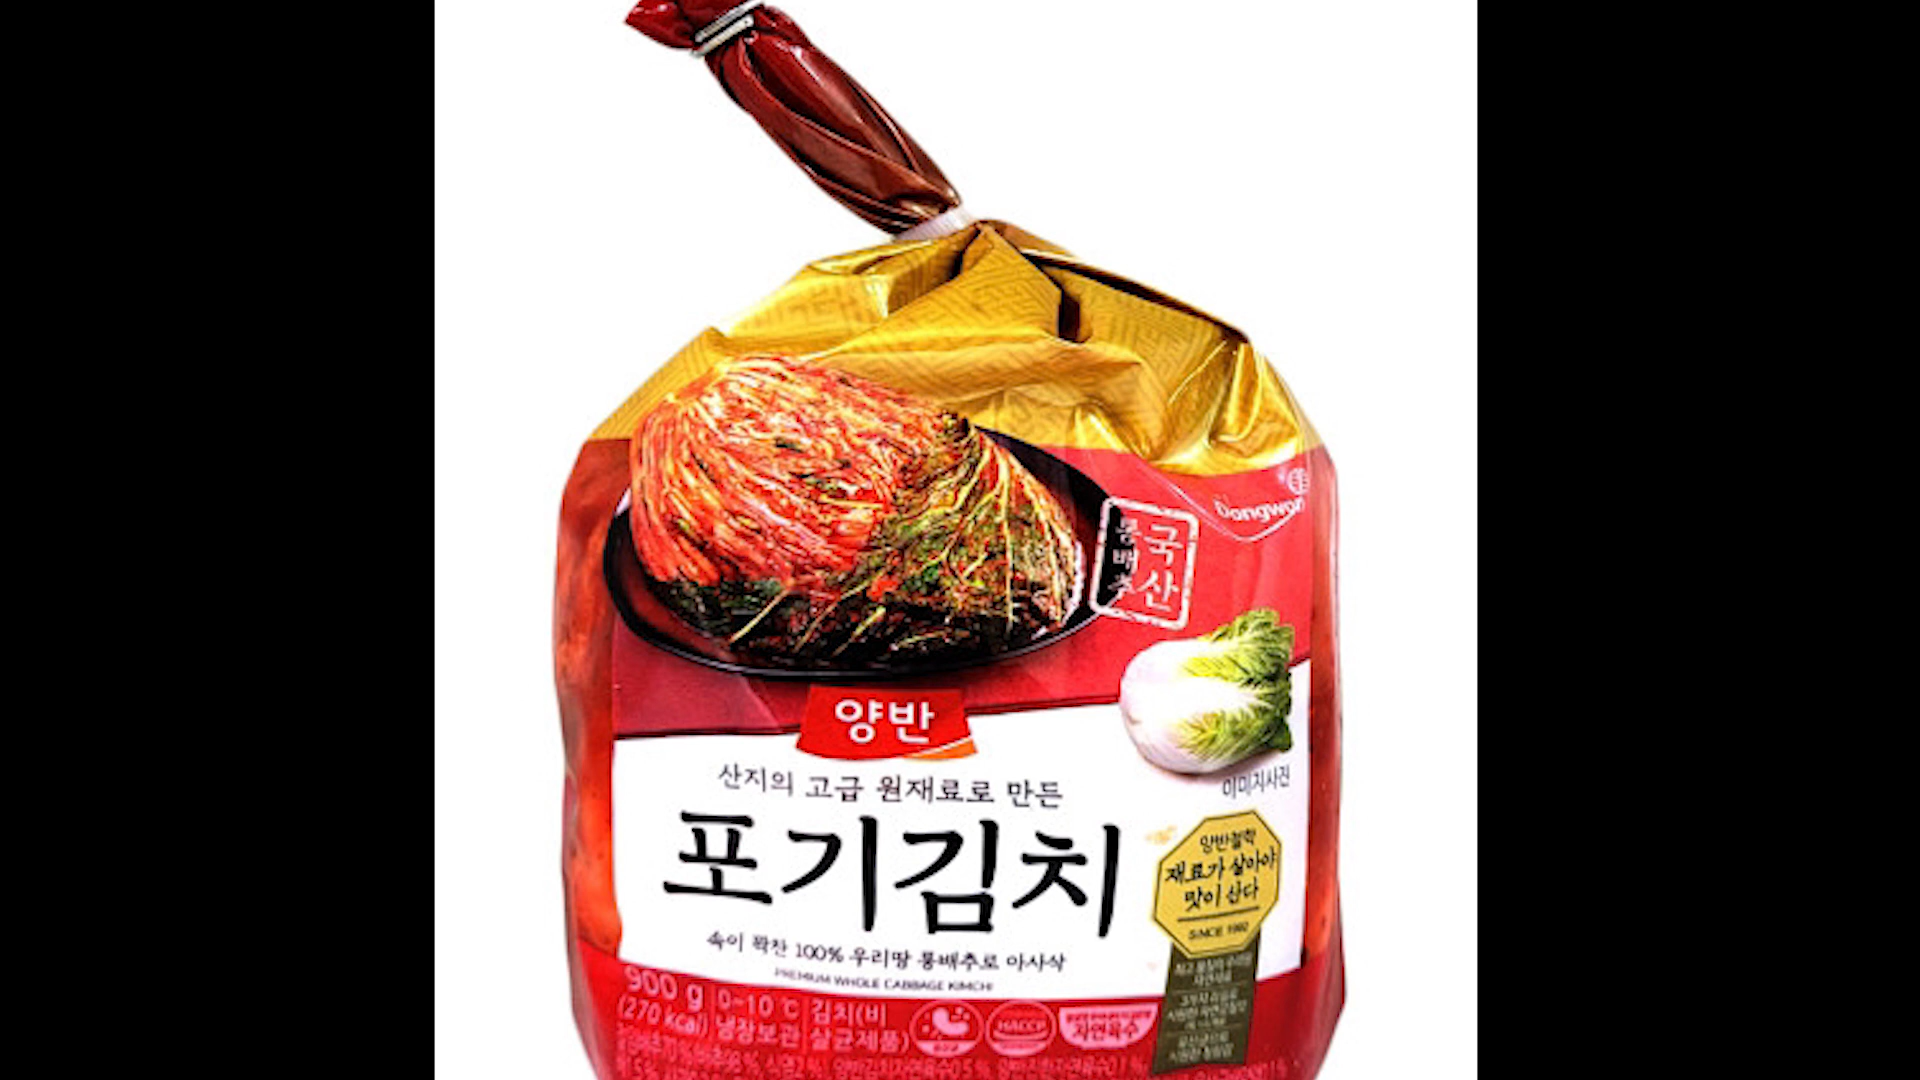 Dongwon
국산
통배추
양반
이미지사진
산지의 고급 원재료로 만든
포기김치
속이 꽉찬 100% 우리땅 통배추로 아사삭
PREMIUM WHOLE CABBAGE KIMCHI
양반철학
재료가 살아야
맛이 산다
SINCE 1992
900 g
(270 kcal)
0~10 ℃
냉장보관
김치(비
살균제품)
HACCP
자연육수